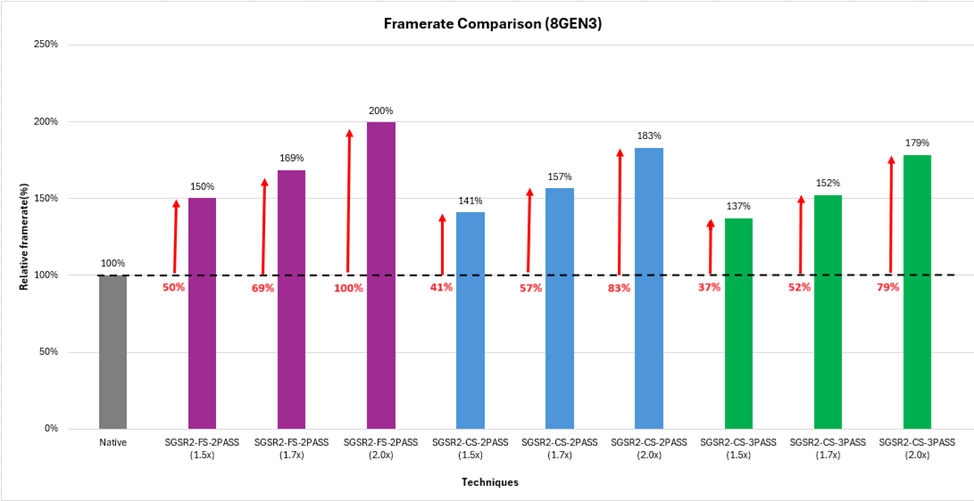 Framerate Comparison (8GEN3)
250%
200%
150%
100%
50%
0%
Relative framerate(%)
100%
150%
169%
200%
141%
157%
183%
137%
152%
179%
50%
69%
100%
41%
57%
83%
37%
52%
79%
Native
SGSR2-FS-2PASS
(1.5x)
SGSR2-FS-2PASS
(1.7x)
SGSR2-FS-2PASS
(2.0x)
SGSR2-CS-2PASS
(1.5x)
SGSR2-CS-2PASS
(1.7x)
SGSR2-CS-2PASS
(2.0x)
SGSR2-CS-3PASS
(1.5x)
SGSR2-CS-3PASS
(1.7x)
SGSR2-CS-3PASS
(2.0x)
Techniques